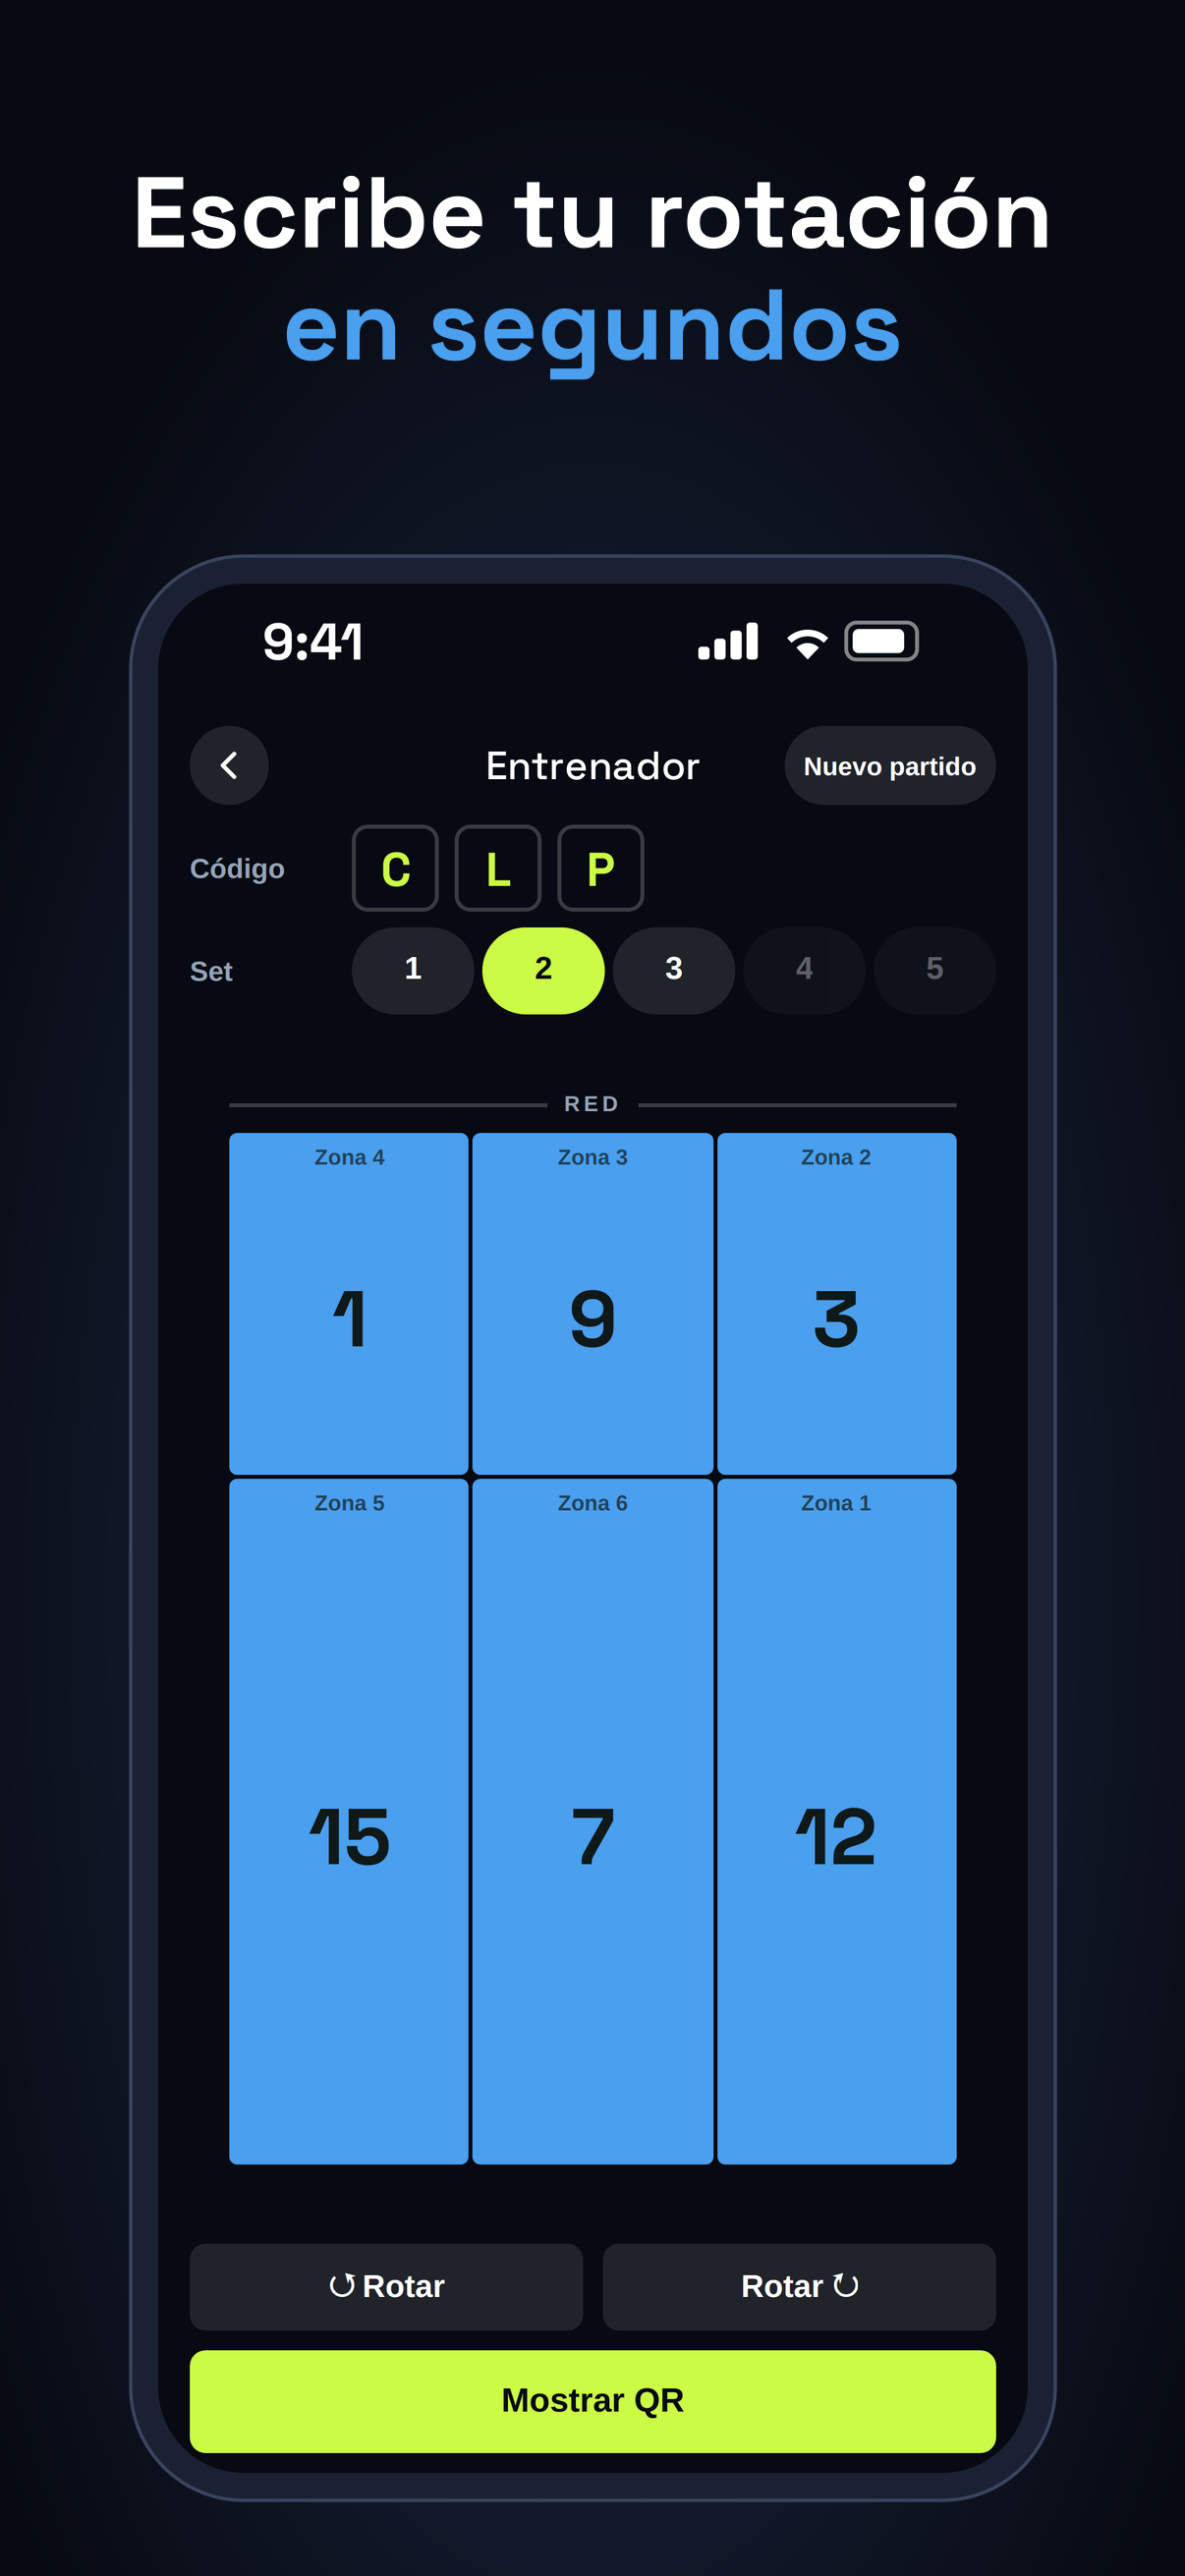 Escribe tu rotación
en segundos
9:41
Entrenador
Nuevo partido
Código
C L P
Set
1 2 3 4 5
RED
Zona 4 Zona 3 Zona 2
1 9 3
Zona 5 Zona 6 Zona 1
15 7 12
Rotar
Rotar
Mostrar QR